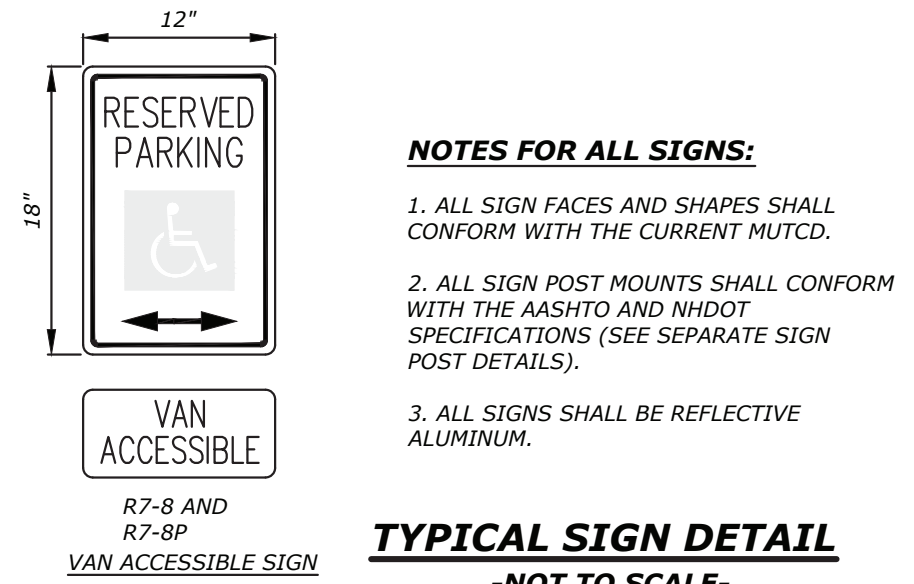 12"
18"
RESERVED
PARKING
VAN
ACCESSIBLE
R7-8 AND
R7-8P
VAN ACCESSIBLE SIGN
NOTES FOR ALL SIGNS:
1. ALL SIGN FACES AND SHAPES SHALL
CONFORM WITH THE CURRENT MUTCD.
2. ALL SIGN POST MOUNTS SHALL CONFORM
WITH THE AASHTO AND NHDOT
SPECIFICATIONS (SEE SEPARATE SIGN
POST DETAILS).
3. ALL SIGNS SHALL BE REFLECTIVE
ALUMINUM.
TYPICAL SIGN DETAIL
-NOT TO SCALE-